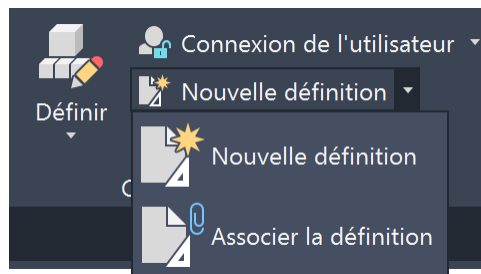 Connexion de l'utilisateur
Nouvelle définition
Définir
Nouvelle définition
Associer la définition